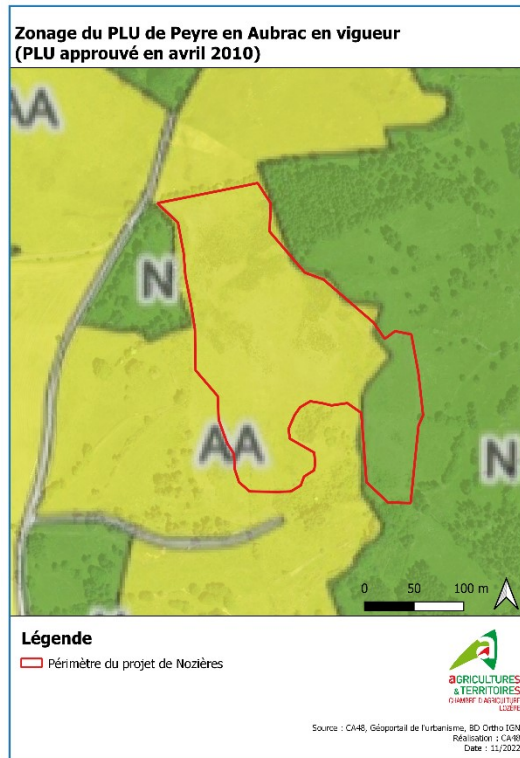 Zonage du PLU de Peyre en Aubrac en vigueur
(PLU approuvé en avril 2010)
AA
N
AA
N
0 50 100 m
Légende
Périmètre du projet de Nozières
AGRICULTURES
& TERRITOIRES
CHAMBRE D'AGRICULTURE
LOZÈRE
Source : CA48, Géoportail de l'urbanisme, BD Ortho IGN
Réalisation : CA48
Date : 11/2022